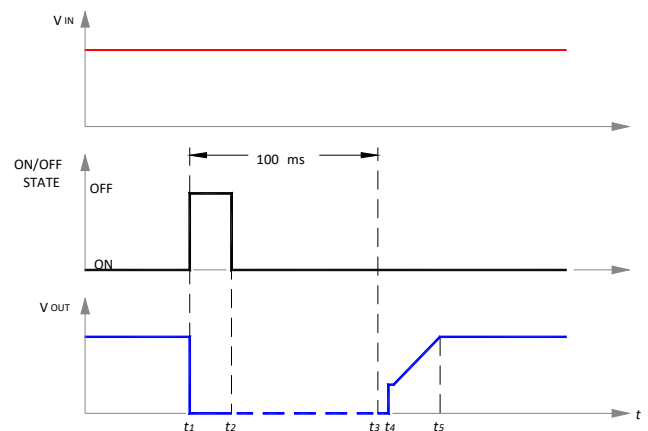 V IN
100 ms
ON/OFF
STATE
OFF
ON
V OUT
t1 t2 t3 t4 t5 t